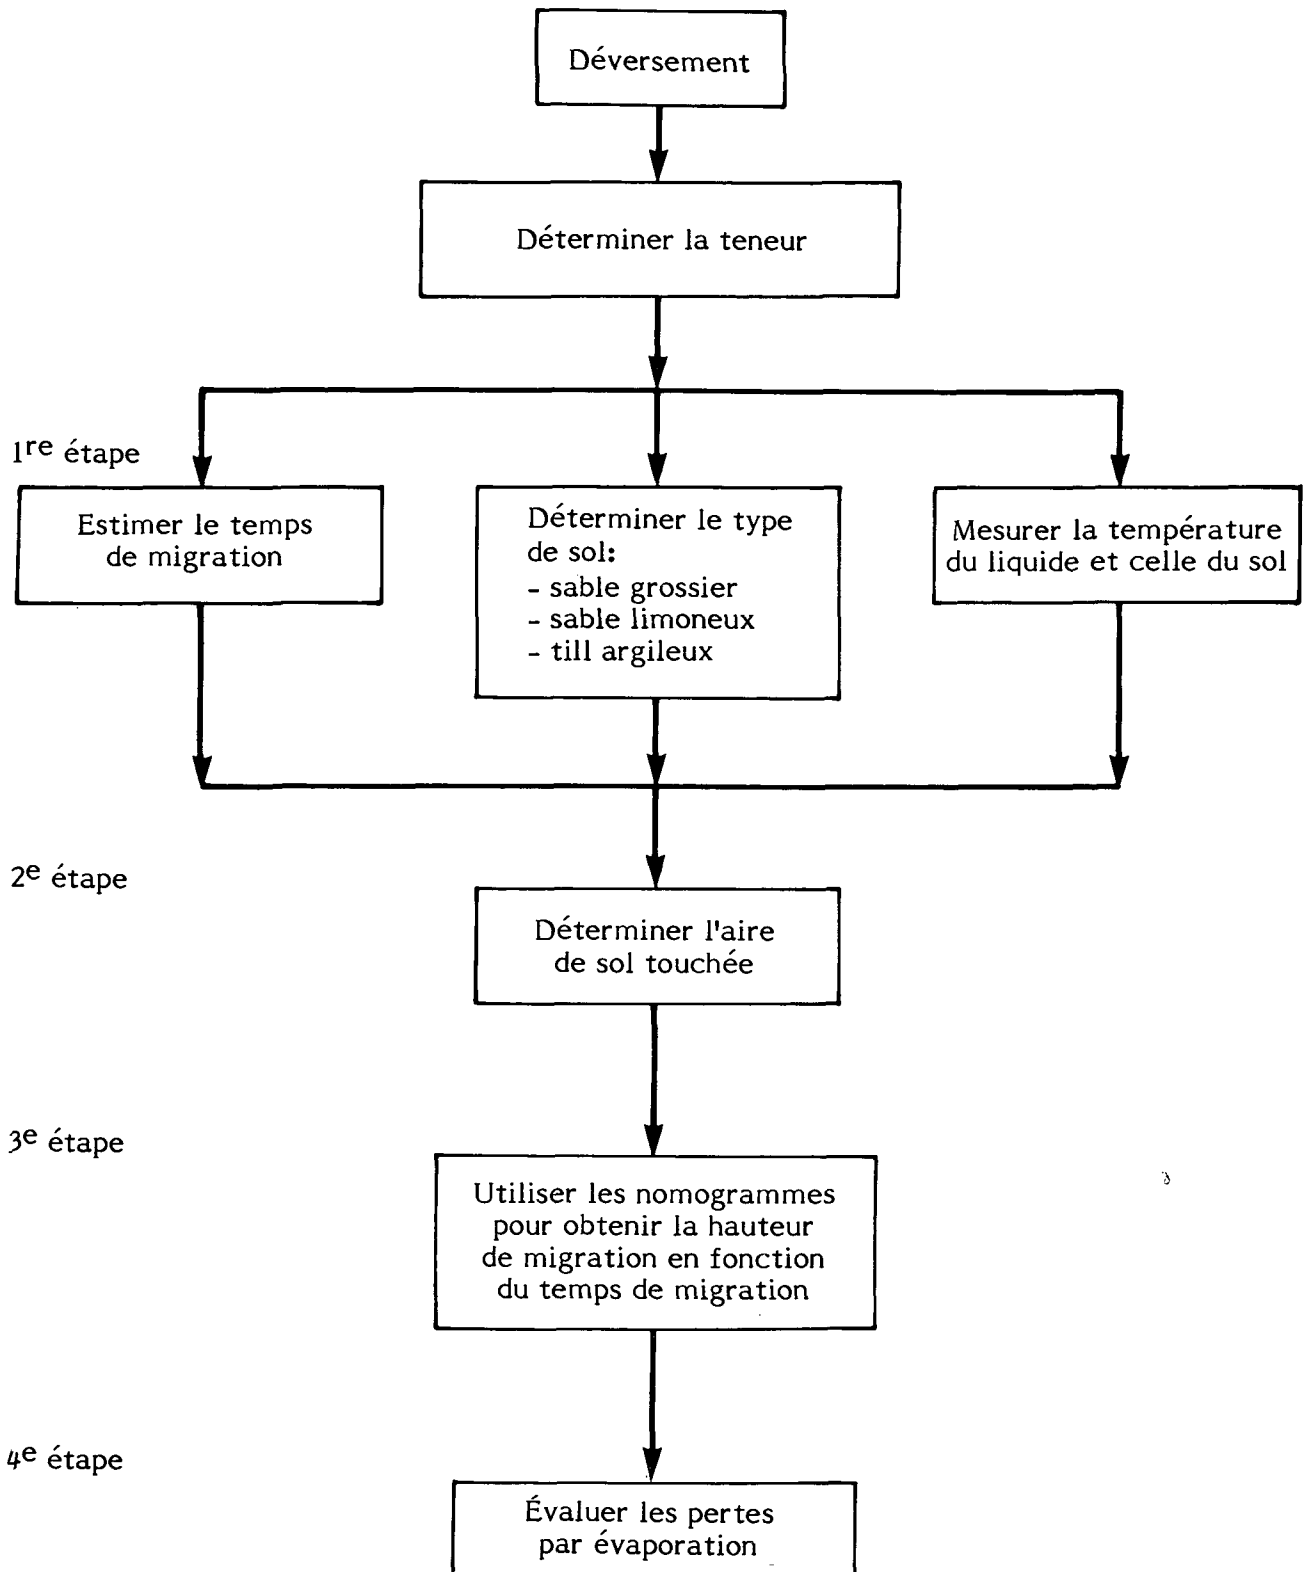 Déversement
Déterminer la teneur
1re étape
Estimer le temps
de migration
Déterminer le type
de sol:
- sable grossier
- sable limoneux
- till argileux
Mesurer la température
du liquide et celle du sol
2e étape
Déterminer l'aire
de sol touchée
3e étape
Utiliser les nomogrammes
pour obtenir la hauteur
de migration en fonction
du temps de migration
4e étape
Évaluer les pertes
par évaporation